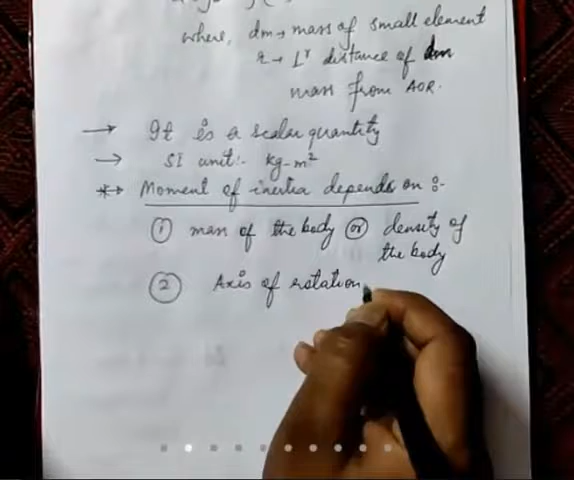 where, dm → mass of small element
r → Lʳ distance of dm
mass from AOR.
→ It is a scalar quantity
→ SI unit:- kg-m²
*→ Moment of inertia depends on :-
① mass of the body or density of
the body
② Axis of rotation